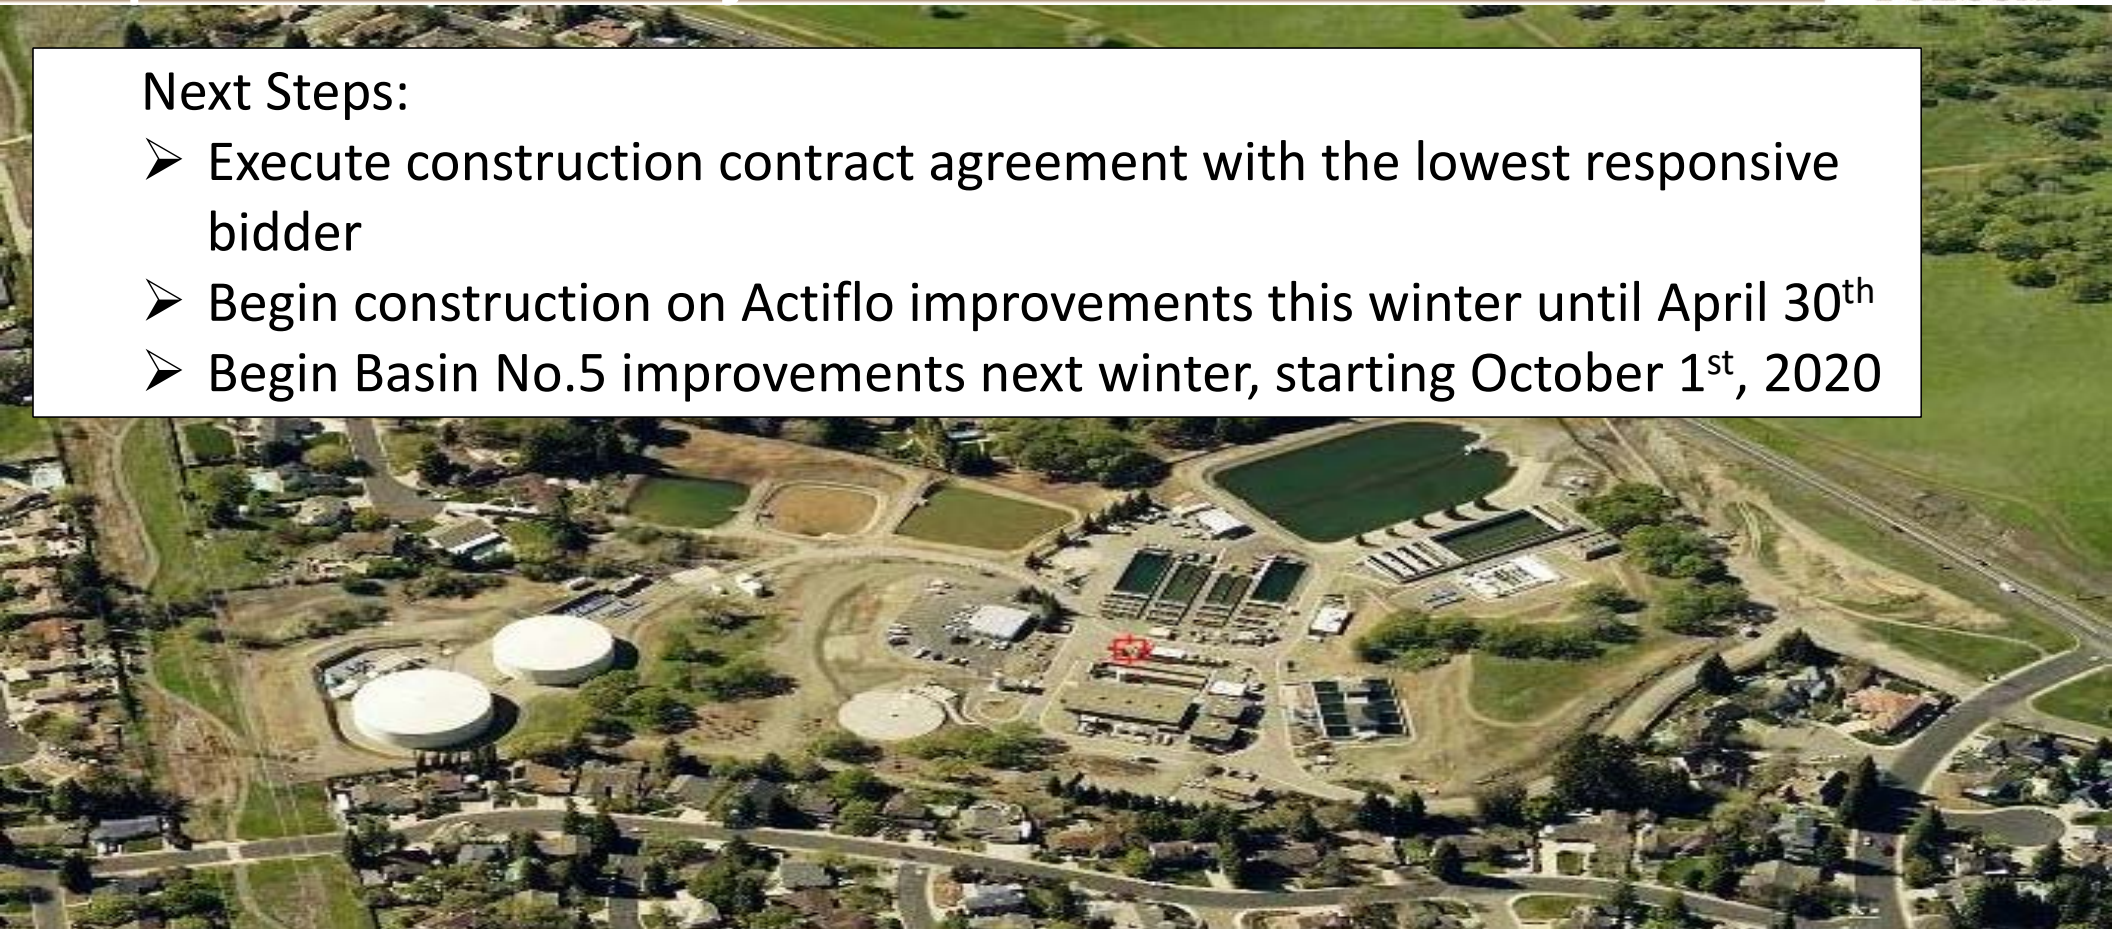 Next Steps:
➢ Execute construction contract agreement with the lowest responsive
bidder
➢ Begin construction on Actiflo improvements this winter until April 30th
➢ Begin Basin No.5 improvements next winter, starting October 1st, 2020